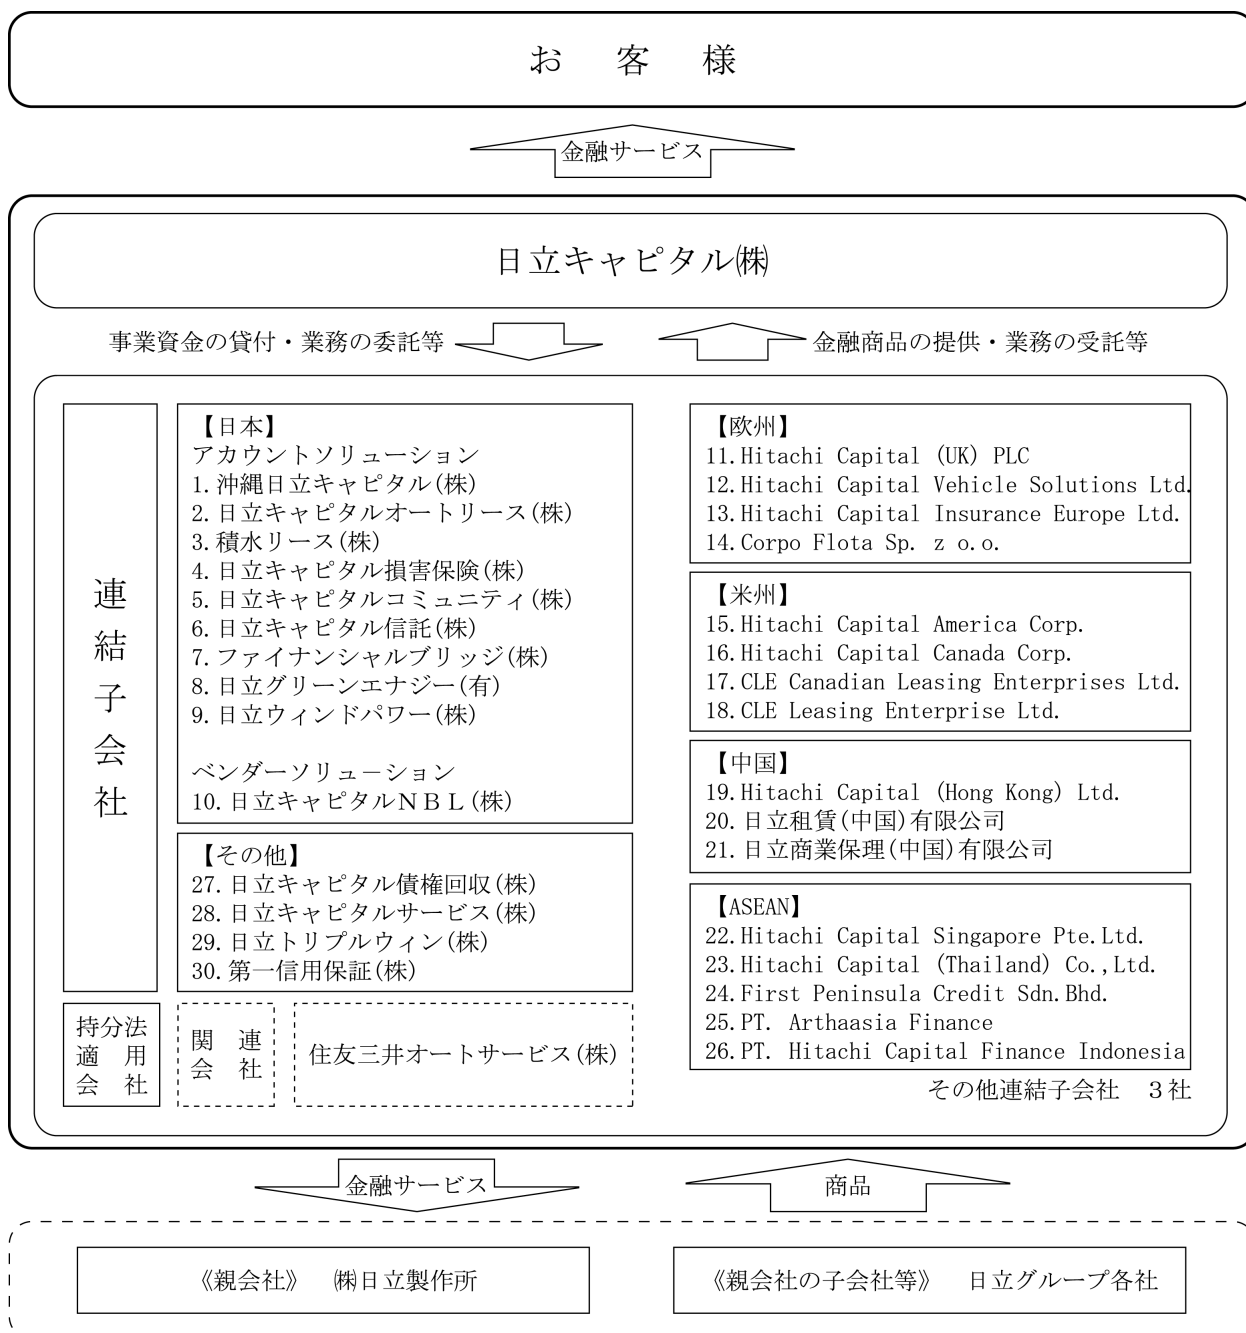 お 客 様
金融サービス
日立キャピタル㈱
事業資金の貸付・業務の委託等
金融商品の提供・業務の受託等
連結子会社
【日本】
アカウントソリューション
1.沖縄日立キャピタル(株)
2.日立キャピタルオートリース(株)
3.積水リース(株)
4.日立キャピタル損害保険(株)
5.日立キャピタルコミュニティ(株)
6.日立キャピタル信託(株)
7.ファイナンシャルブリッジ(株)
8.日立グリーンエナジー(有)
9.日立ウィンドパワー(株)
ベンダーソリューション
10.日立キャピタルNBL(株)
【その他】
27.日立キャピタル債権回収(株)
28.日立キャピタルサービス(株)
29.日立トリプルウィン(株)
30.第一信用保証(株)
【欧州】
11.Hitachi Capital (UK) PLC
12.Hitachi Capital Vehicle Solutions Ltd.
13.Hitachi Capital Insurance Europe Ltd.
14.Corpo Flota Sp. z o.o.
【米州】
15.Hitachi Capital America Corp.
16.Hitachi Capital Canada Corp.
17.CLE Canadian Leasing Enterprises Ltd.
18.CLE Leasing Enterprise Ltd.
【中国】
19.Hitachi Capital (Hong Kong) Ltd.
20.日立租賃(中国)有限公司
21.日立商業保理(中国)有限公司
【ASEAN】
22.Hitachi Capital Singapore Pte.Ltd.
23.Hitachi Capital (Thailand) Co.,Ltd.
24.First Peninsula Credit Sdn.Bhd.
25.PT. Arthaasia Finance
26.PT. Hitachi Capital Finance Indonesia
その他連結子会社 3社
持分法
適 用
会 社
関 連
会 社
住友三井オートサービス(株)
金融サービス
商品
《親会社》 ㈱日立製作所
《親会社の子会社等》 日立グループ各社